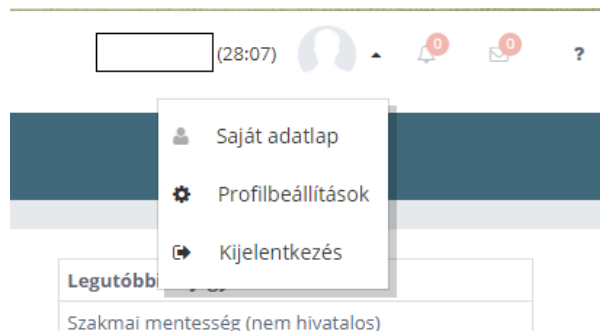 (28:07) 0 0 ?
Saját adatlap
Profilbeállítások
Kijelentkezés
Legutóbbi
Szakmai mentesség (nem hivatalos)